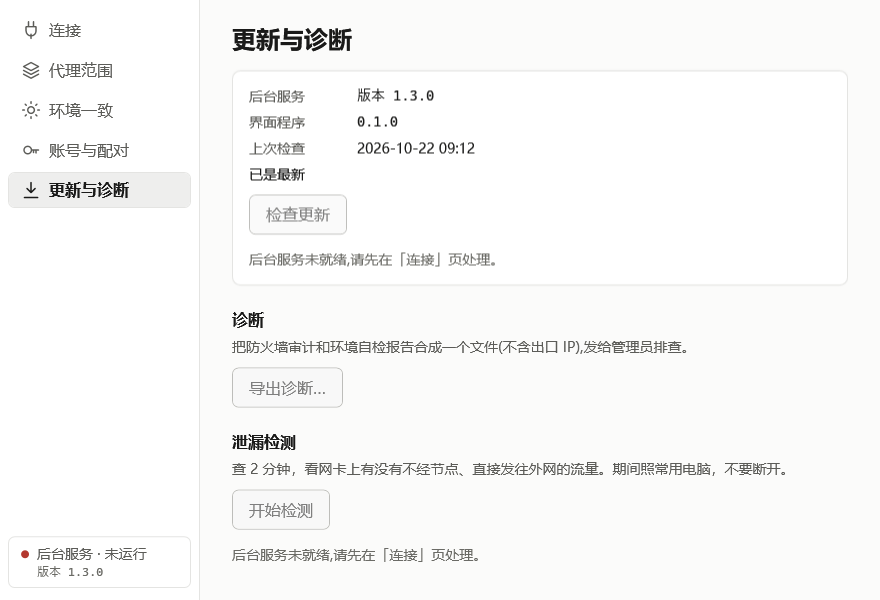 连接
代理范围
环境一致
账号与配对
更新与诊断
后台服务 · 未运行
版本 1.3.0
更新与诊断
后台服务 版本 1.3.0
界面程序 0.1.0
上次检查 2026-10-22 09:12
已是最新
检查更新
后台服务未就绪,请先在「连接」页处理。
诊断
把防火墙审计和环境自检报告合成一个文件(不含出口 IP),发给管理员排查。
导出诊断...
泄漏检测
查 2 分钟，看网卡上有没有不经节点、直接发往外网的流量。期间照常用电脑，不要断开。
开始检测
后台服务未就绪,请先在「连接」页处理。